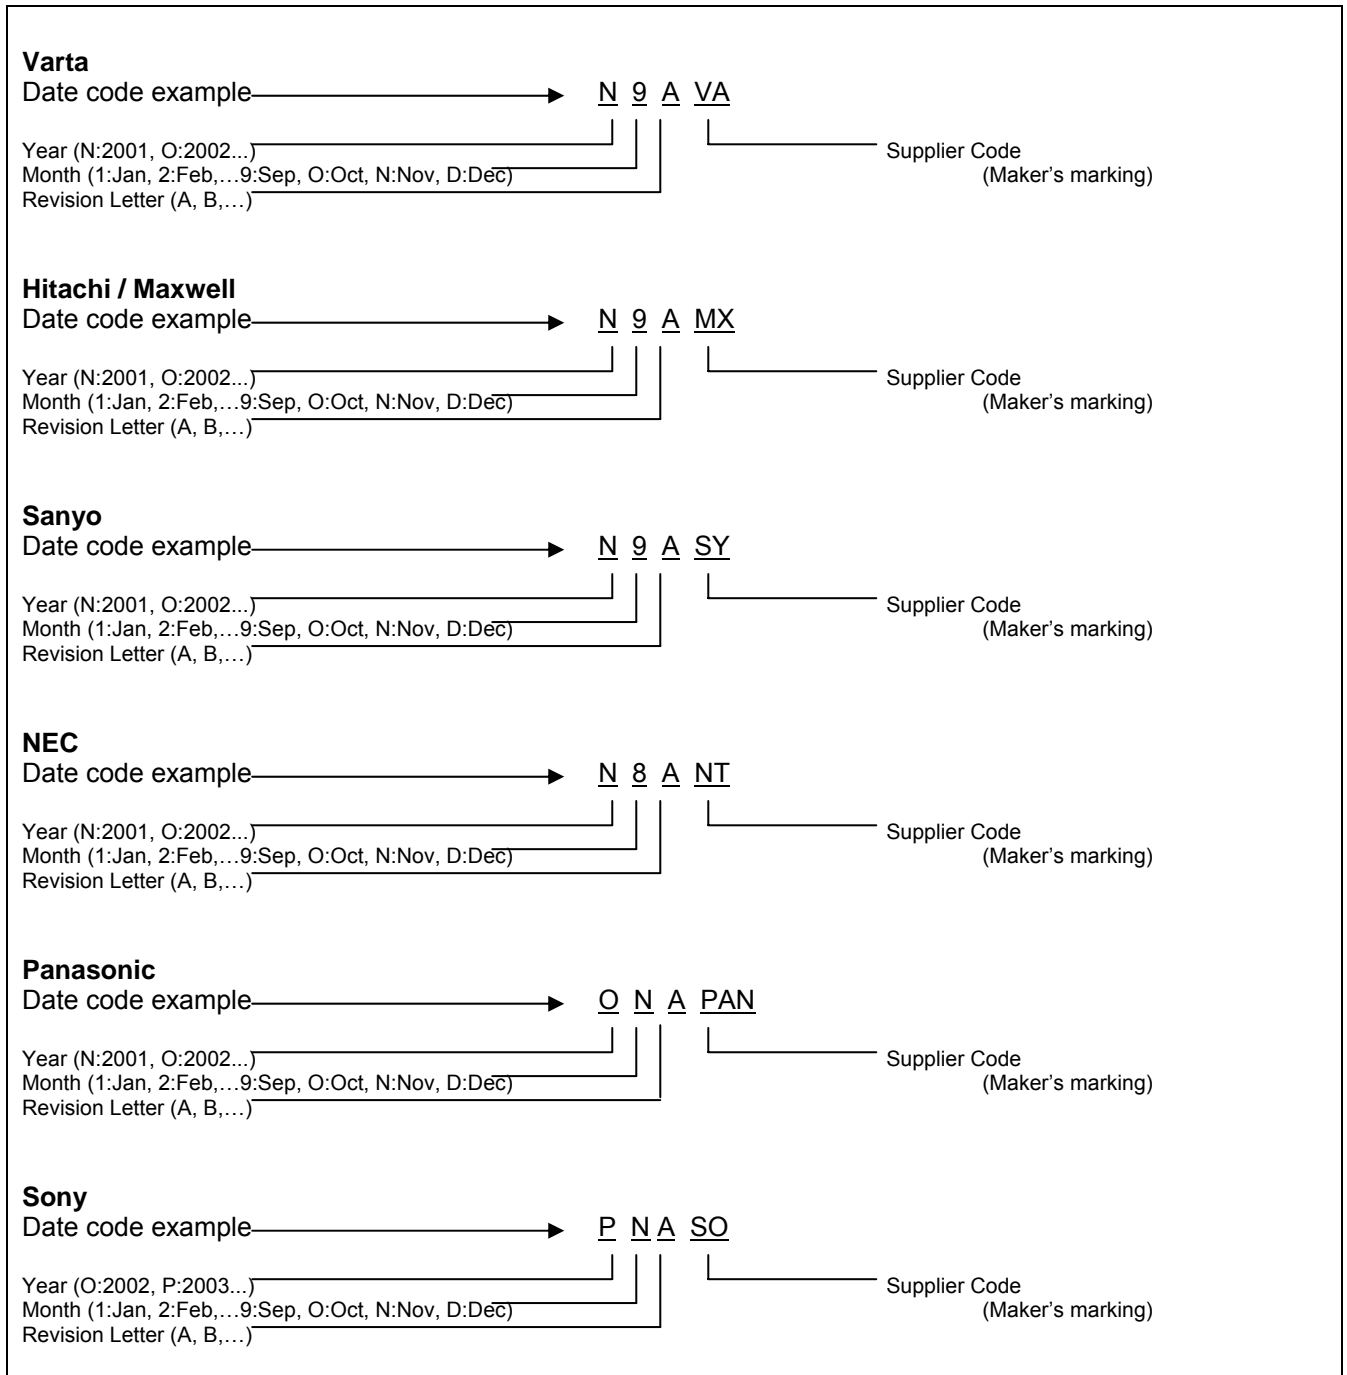 Varta
Date code example N 9 A VA
Year (N:2001, O:2002...) Supplier Code
Month (1:Jan, 2:Feb,…9:Sep, O:Oct, N:Nov, D:Dec) (Maker’s marking)
Revision Letter (A, B,…)
Hitachi / Maxwell
Date code example N 9 A MX
Year (N:2001, O:2002...) Supplier Code
Month (1:Jan, 2:Feb,…9:Sep, O:Oct, N:Nov, D:Dec) (Maker’s marking)
Revision Letter (A, B,…)
Sanyo
Date code example N 9 A SY
Year (N:2001, O:2002...) Supplier Code
Month (1:Jan, 2:Feb,…9:Sep, O:Oct, N:Nov, D:Dec) (Maker’s marking)
Revision Letter (A, B,…)
NEC
Date code example N 8 A NT
Year (N:2001, O:2002...) Supplier Code
Month (1:Jan, 2:Feb,…9:Sep, O:Oct, N:Nov, D:Dec) (Maker’s marking)
Revision Letter (A, B,…)
Panasonic
Date code example O N A PAN
Year (N:2001, O:2002...) Supplier Code
Month (1:Jan, 2:Feb,…9:Sep, O:Oct, N:Nov, D:Dec) (Maker’s marking)
Revision Letter (A, B,…)
Sony
Date code example P N A SO
Year (O:2002, P:2003...) Supplier Code
Month (1:Jan, 2:Feb,…9:Sep, O:Oct, N:Nov, D:Dec) (Maker’s marking)
Revision Letter (A, B,…)